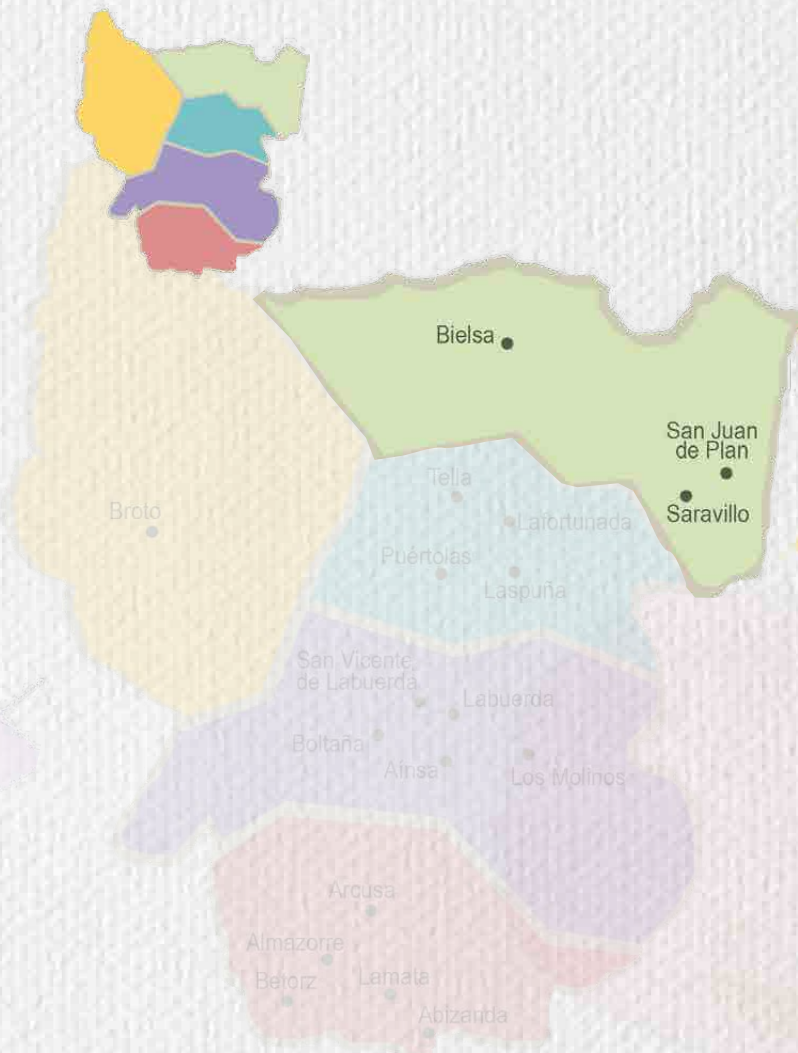 Bielsa
San Juan
de Plan
Saravillo
Tella
Broto
Lafortunada
Puértolas
Laspuña
San Vicente
de Labuerda
Labuerda
Boltaña
Aínsa
Los Molinos
Arcusa
Almazorre
Betorz
Lamata
Abizanda